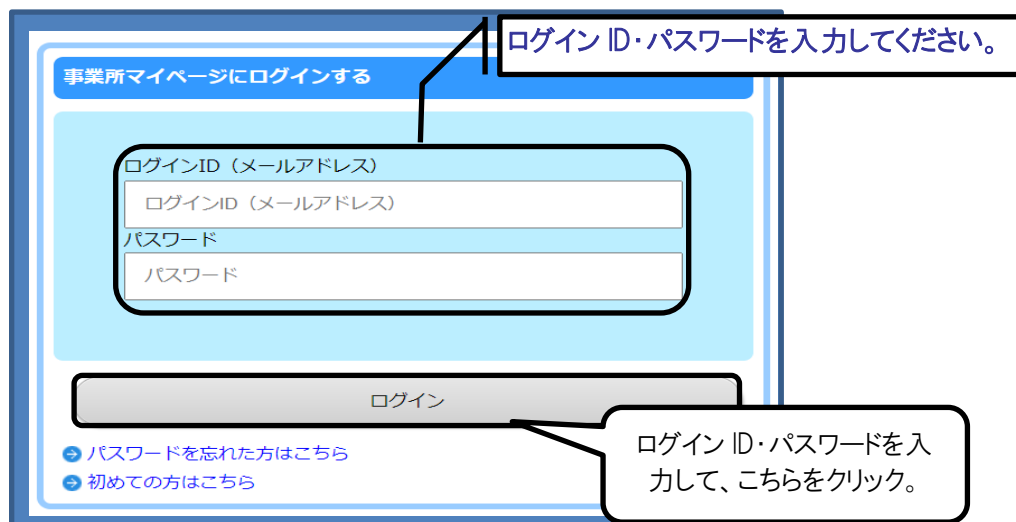 ログイン ID・パスワードを入力してください。
事業所マイページにログインする
ログインID（メールアドレス）
ログインID（メールアドレス）
パスワード
パスワード
ログイン
パスワードを忘れた方はこちら
初めての方はこちら
ログイン ID・パスワードを入
力して、こちらをクリック。